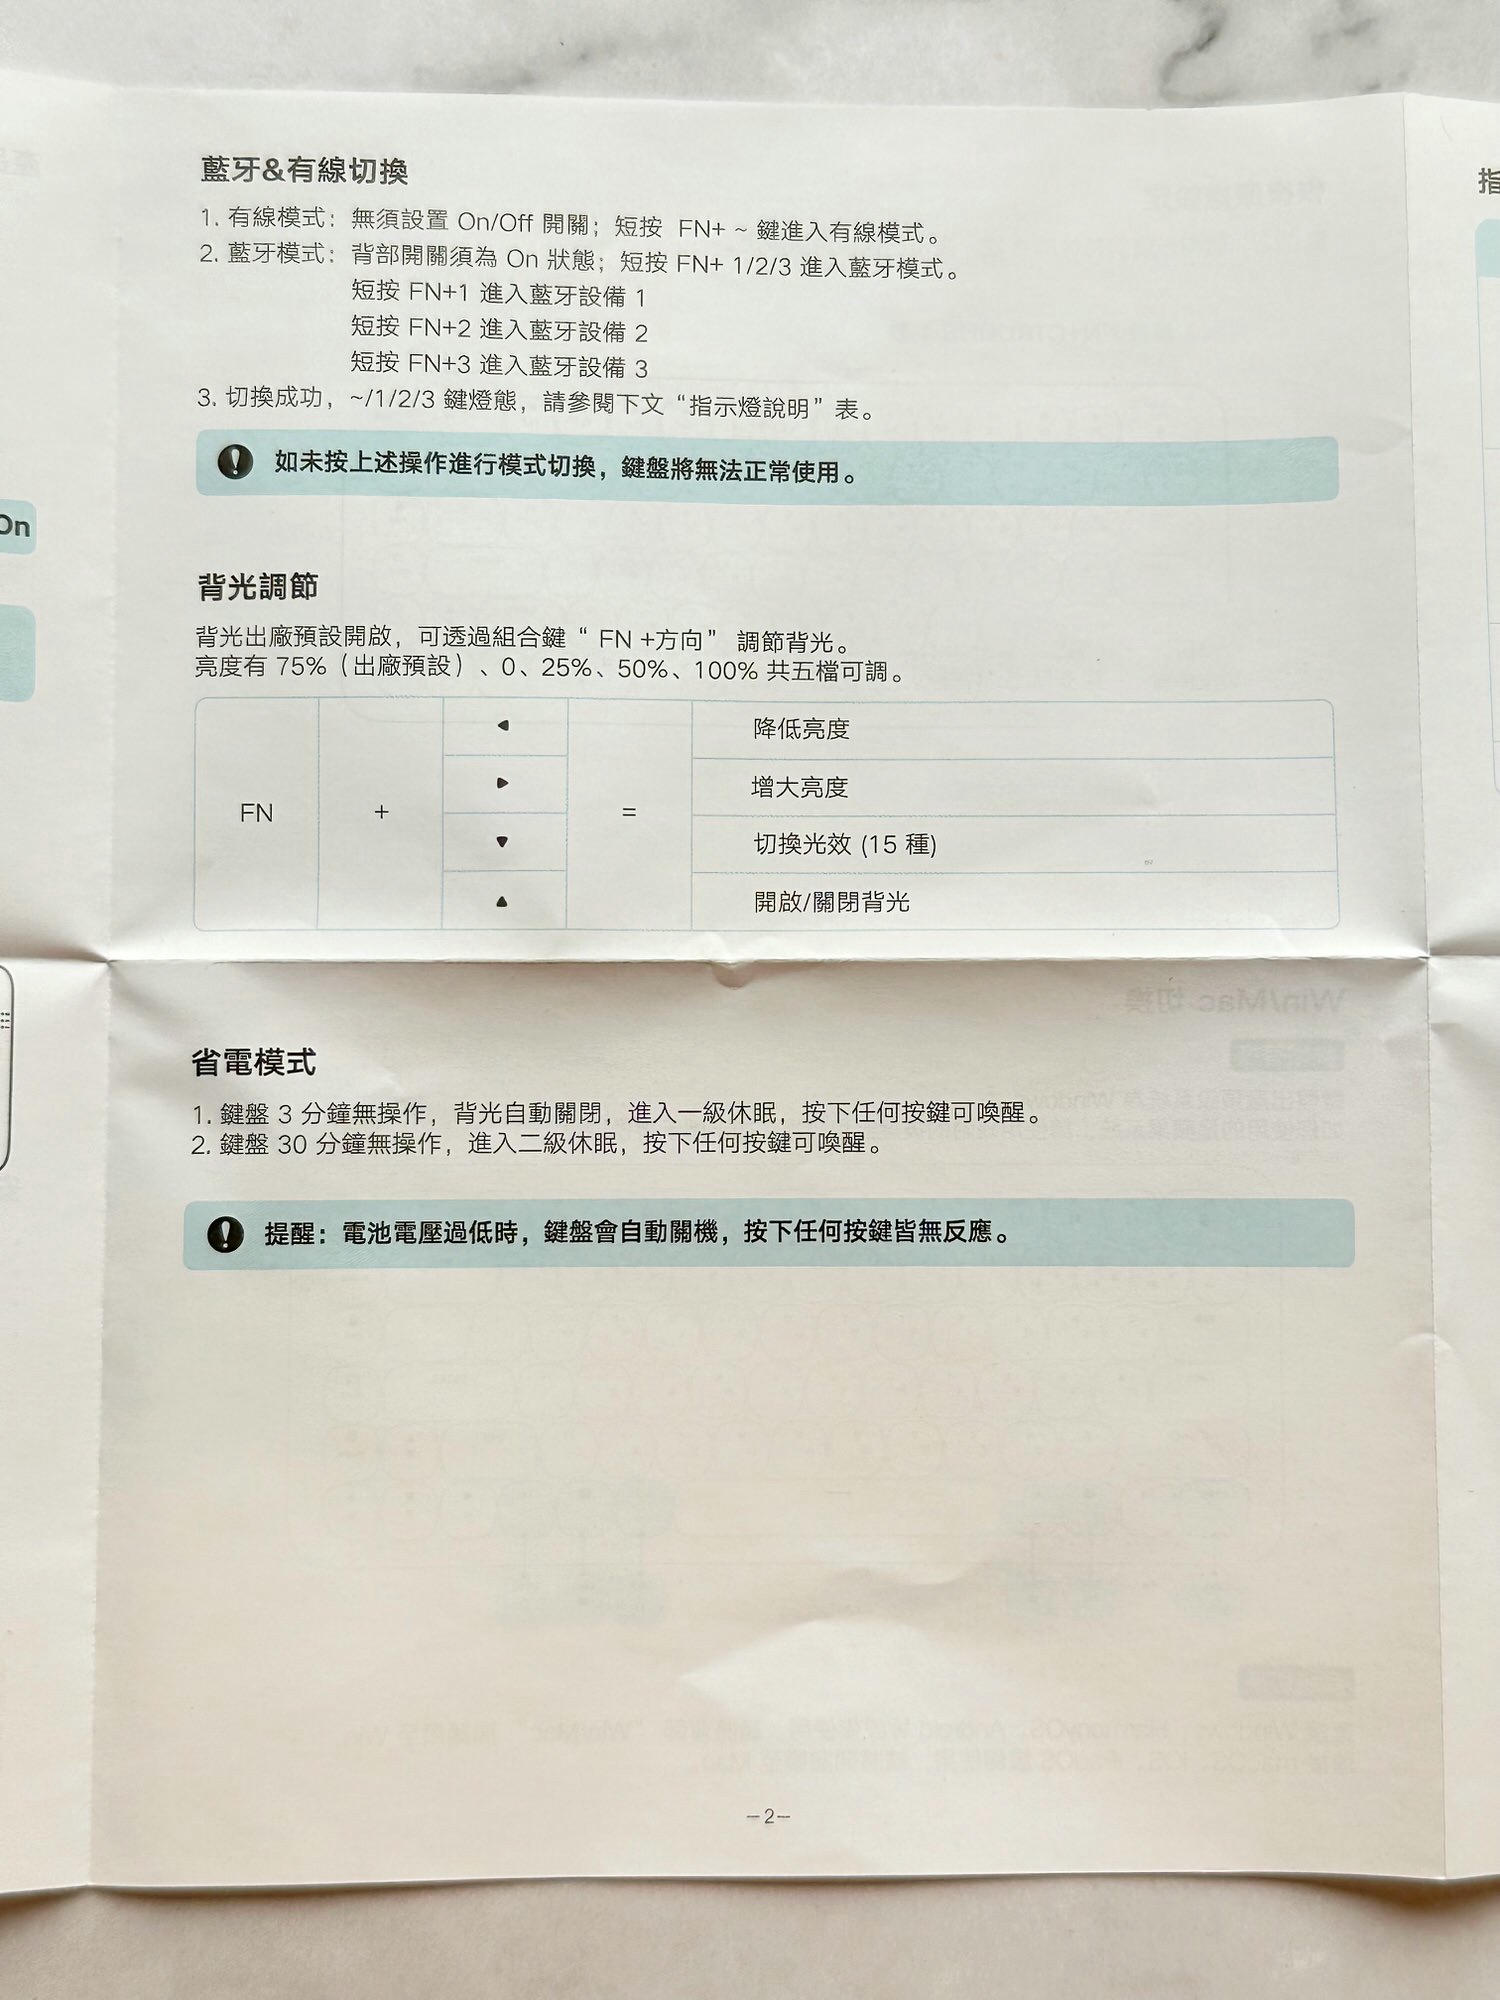 藍牙&有線切換
1. 有線模式：無須設置 On/Off 開關；短按 FN+ ~ 鍵進入有線模式。
2. 藍牙模式：背部開關須為 On 狀態；短按 FN+ 1/2/3 進入藍牙模式。
短按 FN+1 進入藍牙設備 1
短按 FN+2 進入藍牙設備 2
短按 FN+3 進入藍牙設備 3
3. 切換成功，~/1/2/3 鍵燈態，請參閱下文“指示燈說明”表。
如未按上述操作進行模式切換，鍵盤將無法正常使用。
On
背光調節
背光出廠預設開啟，可透過組合鍵“ FN +方向” 調節背光。
亮度有 75%（出廠預設）、0、25%、50%、100% 共五檔可調。
FN + ◀ = 降低亮度
▶ 增大亮度
▼ 切換光效 (15 種)
▲ 開啟/關閉背光
省電模式
1. 鍵盤 3 分鐘無操作，背光自動關閉，進入一級休眠，按下任何按鍵可喚醒。
2. 鍵盤 30 分鐘無操作，進入二級休眠，按下任何按鍵可喚醒。
提醒：電池電壓過低時，鍵盤會自動關機，按下任何按鍵皆無反應。
–2–
指